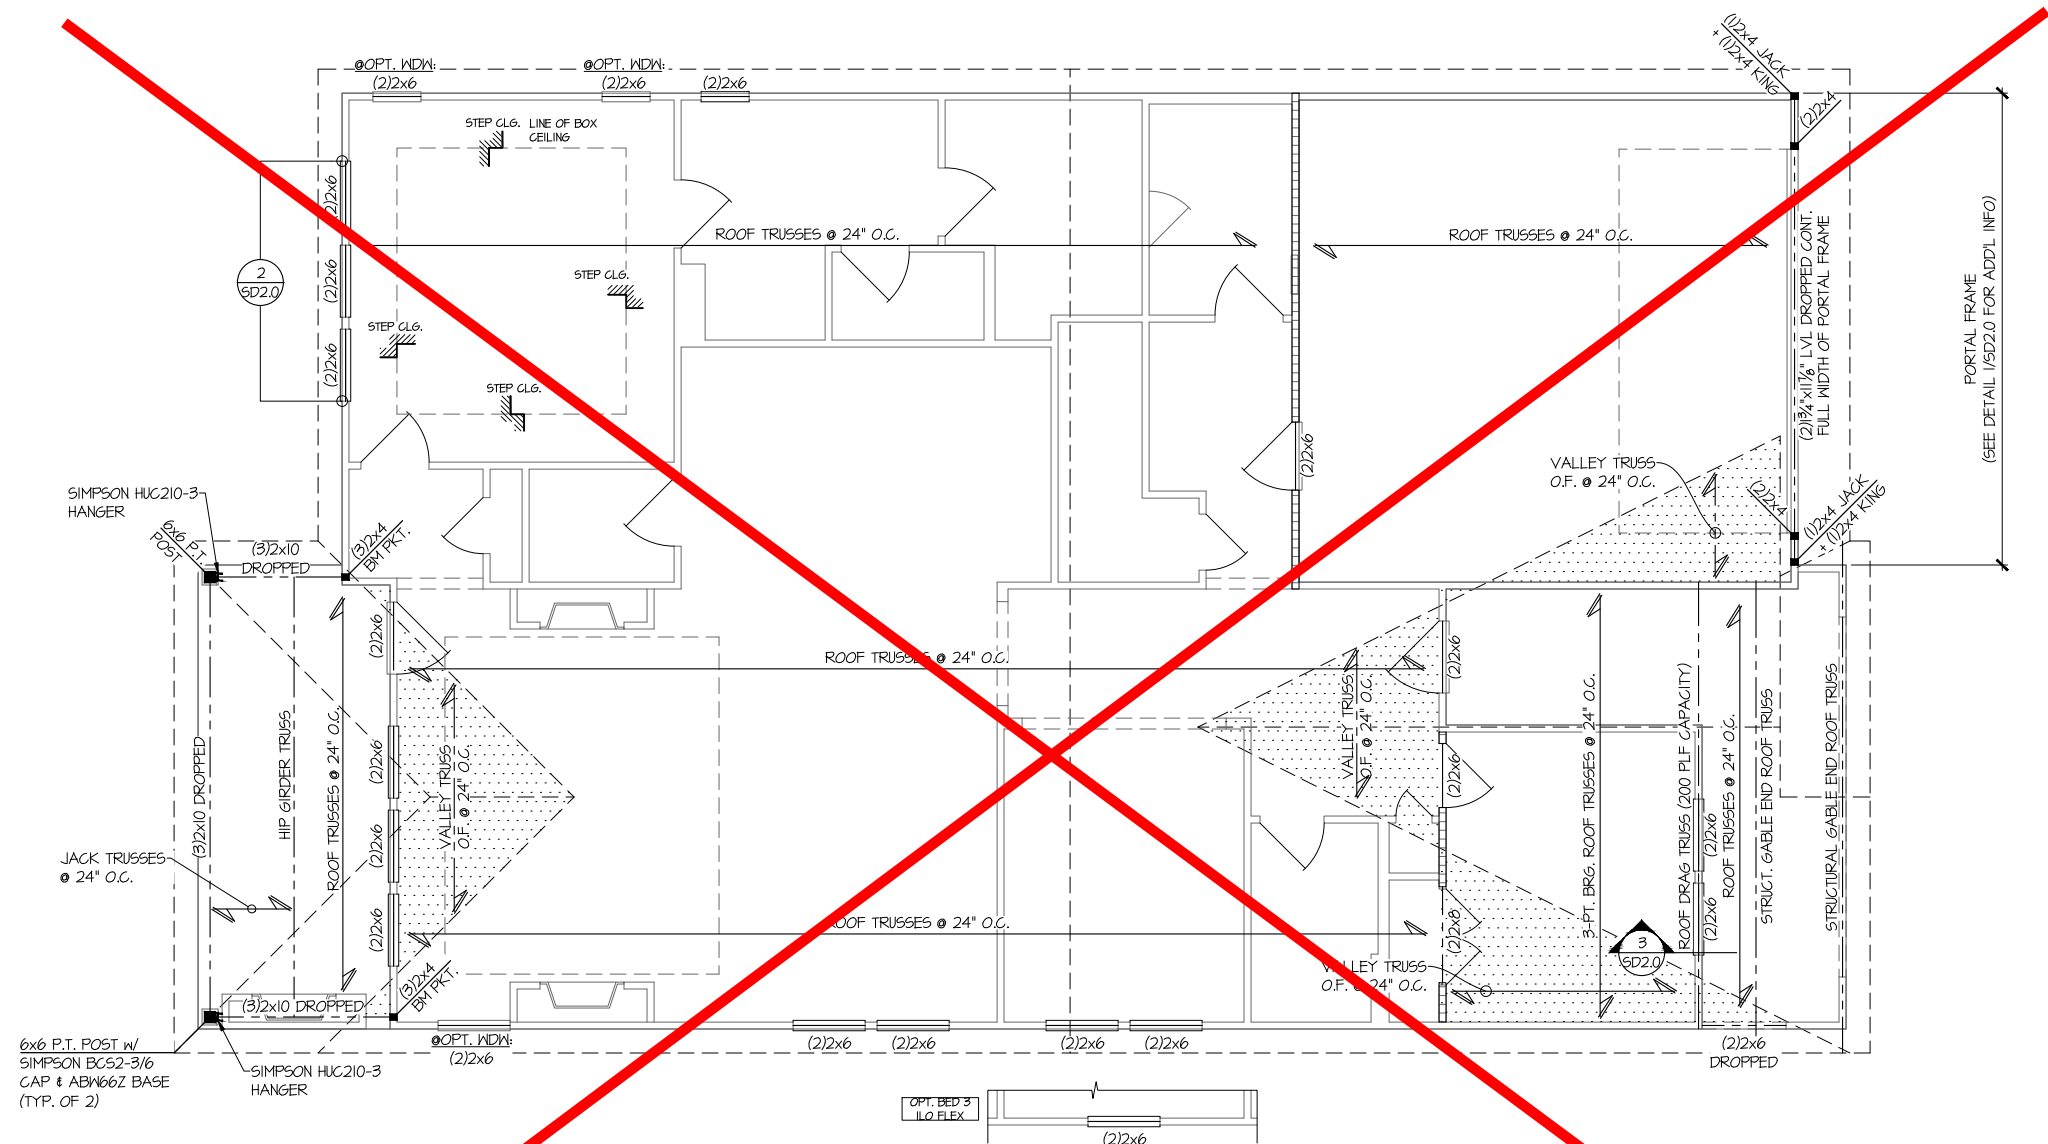 @OPT. WDW:
(2)2x6
@OPT. WDW:
(2)2x6
(2)2x6
(1)2x4 JACK
+ (1)2x4 KING
(2)2x4
STEP CLG.
LINE OF BOX
CEILING
(2)2x6
2
SD2.0
(2)2x6
(2)2x6
ROOF TRUSSES @ 24" O.C.
ROOF TRUSSES @ 24" O.C.
STEP CLG.
STEP CLG.
STEP CLG.
(2)1¾"x11⅞" LVL DROPPED CONT.
FULL WIDTH OF PORTAL FRAME
PORTAL FRAME
(SEE DETAIL 1/SD2.0 FOR ADD'L INFO)
(2)2x6
VALLEY TRUSS
O.F. @ 24" O.C.
(2)2x4
(1)2x4 JACK
+ (1)2x4 KING
SIMPSON HUC210-3
HANGER
6x6 P.T.
POST
(3)2x10
DROPPED
(3)2x4
BM PKT.
(2)2x6
ROOF TRUSSES @ 24" O.C.
(2)2x6
(3)2x10 DROPPED
HIP GIRDER TRUSS
ROOF TRUSSES @ 24" O.C.
(2)2x6
VALLEY TRUSS
O.F. @ 24" O.C.
(2)2x6
(2)2x6
VALLEY TRUSS
O.F. @ 24" O.C.
(2)2x6
3-PT. BRG. ROOF TRUSSES @ 24" O.C.
ROOF DRAG TRUSS (200 PLF CAPACITY)
(2)2x6
(2)2x6
ROOF TRUSSES @ 24" O.C.
STRUCT. GABLE END ROOF TRUSS
STRUCTURAL GABLE END ROOF TRUSS
JACK TRUSSES
@ 24" O.C.
ROOF TRUSSES @ 24" O.C.
(2)2x8
3
SD2.0
VALLEY TRUSS
O.F. @ 24" O.C.
(3)2x10 DROPPED
(3)2x4
BM PKT.
6x6 P.T. POST W/
SIMPSON BCS2-3/6
CAP & ABW66Z BASE
(TYP. OF 2)
SIMPSON HUC210-3
HANGER
@OPT. WDW:
(2)2x6
(2)2x6
(2)2x6
(2)2x6
(2)2x6
(2)2x6
DROPPED
OPT. BED 3
ILO FLEX
(2)2x6